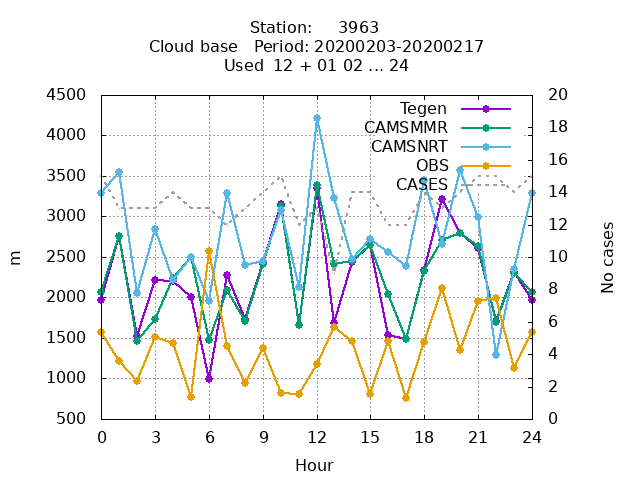 Station: 3963
Cloud base Period: 20200203-20200217
Used 12 + 01 02 ... 24
4500
4000
3500
3000
2500
2000
1500
1000
500
m
20
18
16
14
12
10
8
6
4
2
0
No cases
Tegen
CAMSMMR
CAMSNRT
OBS
CASES
0 3 6 9 12 15 18 21 24
Hour